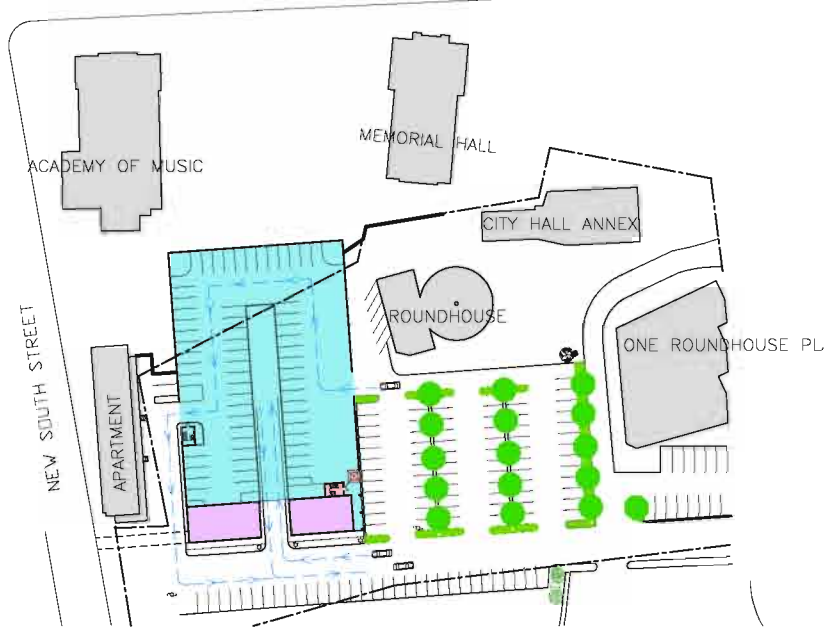 MEMORIAL HALL
ACADEMY OF MUSIC
CITY HALL ANNEX
ROUNDHOUSE
ONE ROUNDHOUSE PL
NEW SOUTH STREET
APARTMENT